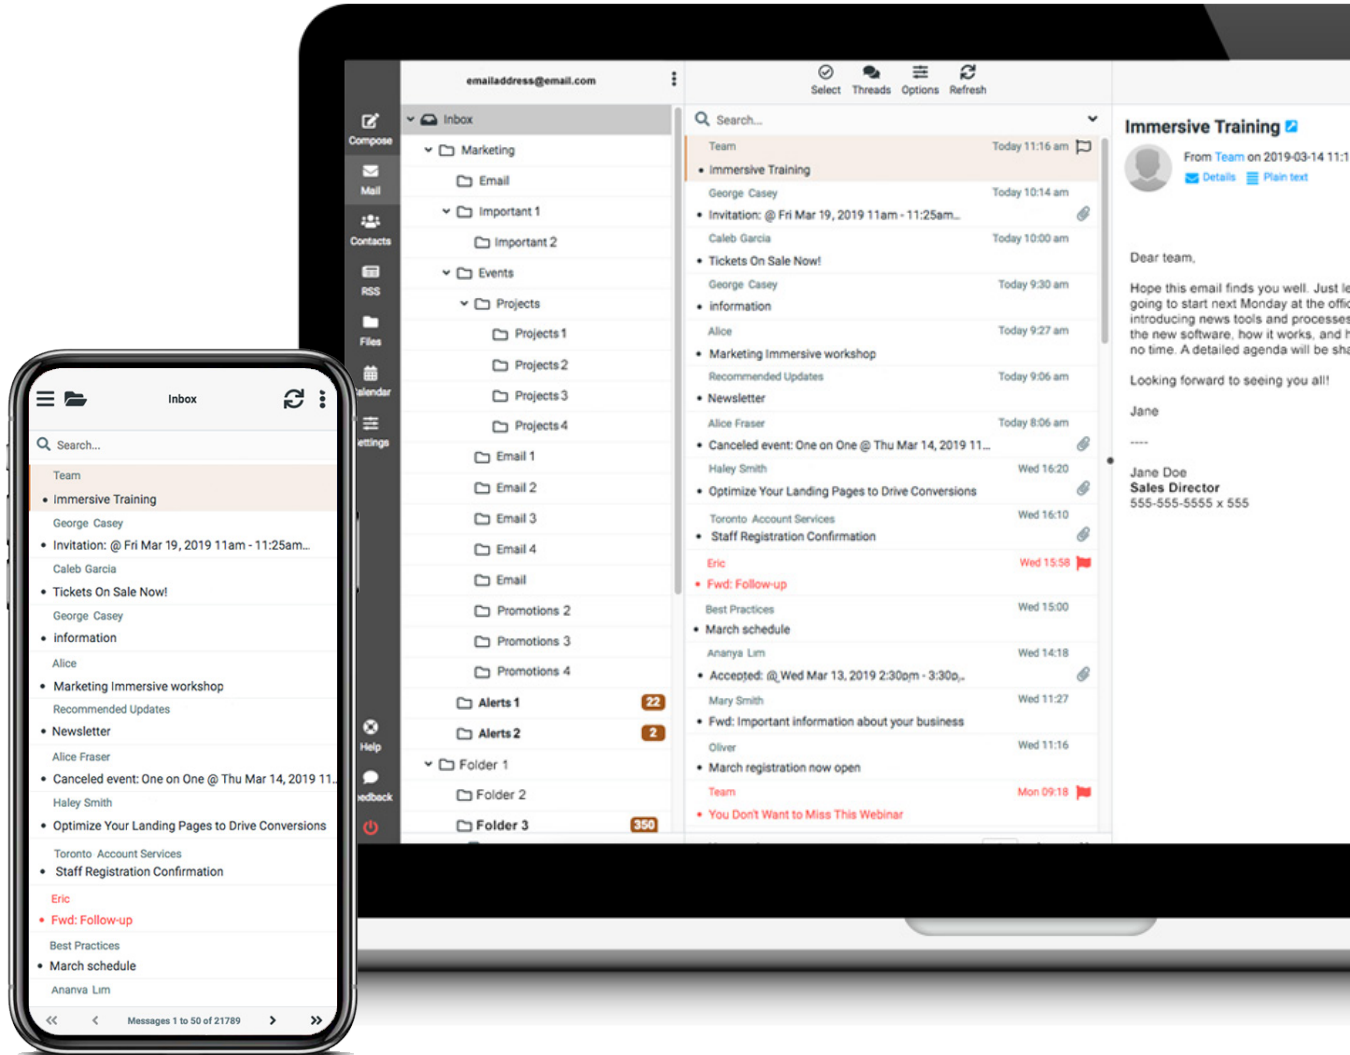 emailaddress@email.com
Compose
Mail
Contacts
RSS
Files
Calendar
Settings
Help
Feedback
Inbox
Marketing
Email
Important 1
Important 2
Events
Projects
Projects 1
Projects 2
Projects 3
Projects 4
Email 1
Email 2
Email 3
Email 4
Email
Promotions 2
Promotions 3
Promotions 4
Alerts 1 22
Alerts 2 2
Folder 1
Folder 2
Folder 3 350
Select Threads Options Refresh
Search...
Team Today 11:16 am
• Immersive Training
George Casey Today 10:14 am
• Invitation: @ Fri Mar 19, 2019 11am - 11:25am...
Caleb Garcia Today 10:00 am
• Tickets On Sale Now!
George Casey Today 9:30 am
• information
Alice Today 9:27 am
• Marketing Immersive workshop
Recommended Updates Today 9:06 am
• Newsletter
Alice Fraser Today 8:06 am
• Canceled event: One on One @ Thu Mar 14, 2019 11...
Haley Smith Wed 16:20
• Optimize Your Landing Pages to Drive Conversions
Toronto Account Services Wed 16:10
• Staff Registration Confirmation
Eric Wed 15:58
• Fwd: Follow-up
Best Practices Wed 15:00
• March schedule
Ananya Lim Wed 14:18
• Accepted: @ Wed Mar 13, 2019 2:30pm - 3:30p...
Mary Smith Wed 11:27
• Fwd: Important information about your business
Oliver Wed 11:16
• March registration now open
Team Mon 09:18
• You Don't Want to Miss This Webinar
Immersive Training
From Team on 2019-03-14 11:1
Details Plain text
Dear team,
Hope this email finds you well. Just le
going to start next Monday at the offic
introducing news tools and processes
the new software, how it works, and h
no time. A detailed agenda will be sha
Looking forward to seeing you all!
Jane
----
Jane Doe
Sales Director
555-555-5555 x 555
Inbox
Search...
Team
• Immersive Training
George Casey
• Invitation: @ Fri Mar 19, 2019 11am - 11:25am...
Caleb Garcia
• Tickets On Sale Now!
George Casey
• information
Alice
• Marketing Immersive workshop
Recommended Updates
• Newsletter
Alice Fraser
• Canceled event: One on One @ Thu Mar 14, 2019 11..
Haley Smith
• Optimize Your Landing Pages to Drive Conversions
Toronto Account Services
• Staff Registration Confirmation
Eric
• Fwd: Follow-up
Best Practices
• March schedule
Ananya Lim
Messages 1 to 50 of 21789